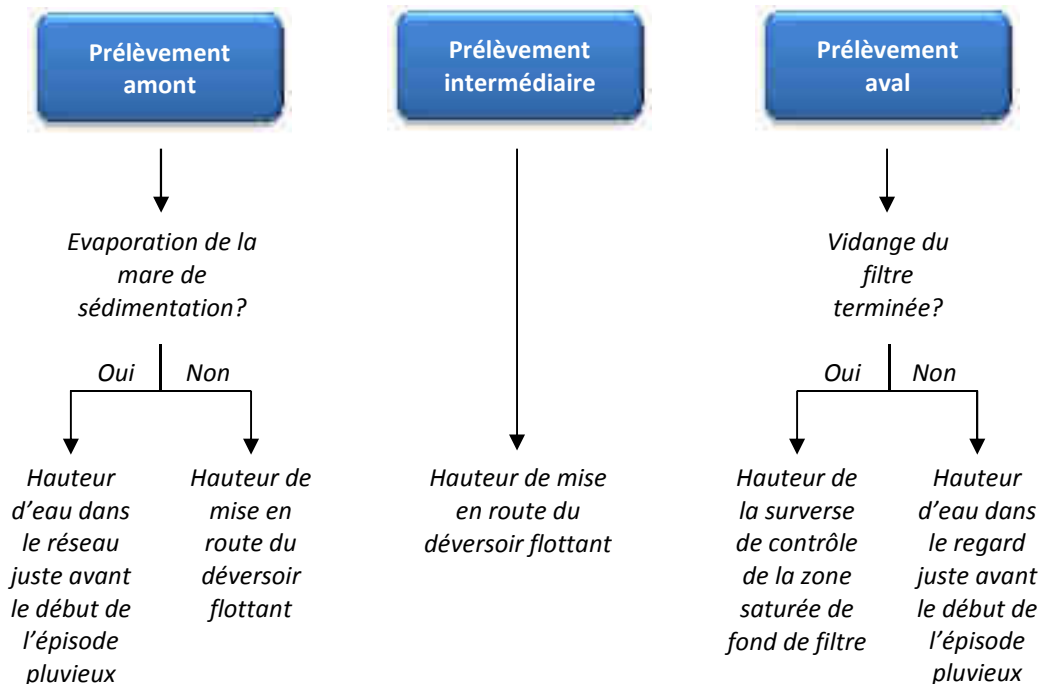 Prélèvement
amont
Prélèvement
intermédiaire
Prélèvement
aval
Evaporation de la
mare de
sédimentation?
Vidange du
filtre
terminée?
Oui
Non
Oui
Non
Hauteur
d'eau dans
le réseau
juste avant
le début de
l'épisode
pluvieux
Hauteur de
mise en
route du
déversoir
flottant
Hauteur de mise
en route du
déversoir flottant
Hauteur de
la surverse
de contrôle
de la zone
saturée de
fond de filtre
Hauteur
d'eau dans
le regard
juste avant
le début de
l'épisode
pluvieux